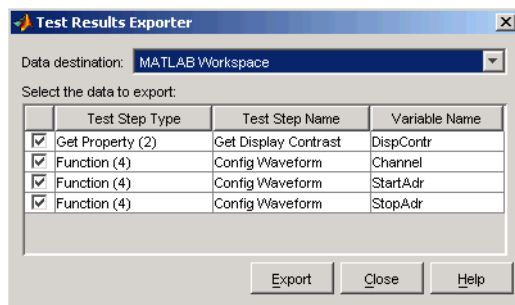 Test Results Exporter
Data destination: MATLAB Workspace
Select the data to export:
Test Step Type Test Step Name Variable Name
Get Property (2) Get Display Contrast DispContr
Function (4) Config Waveform Channel
Function (4) Config Waveform StartAdr
Function (4) Config Waveform StopAdr
Export Close Help